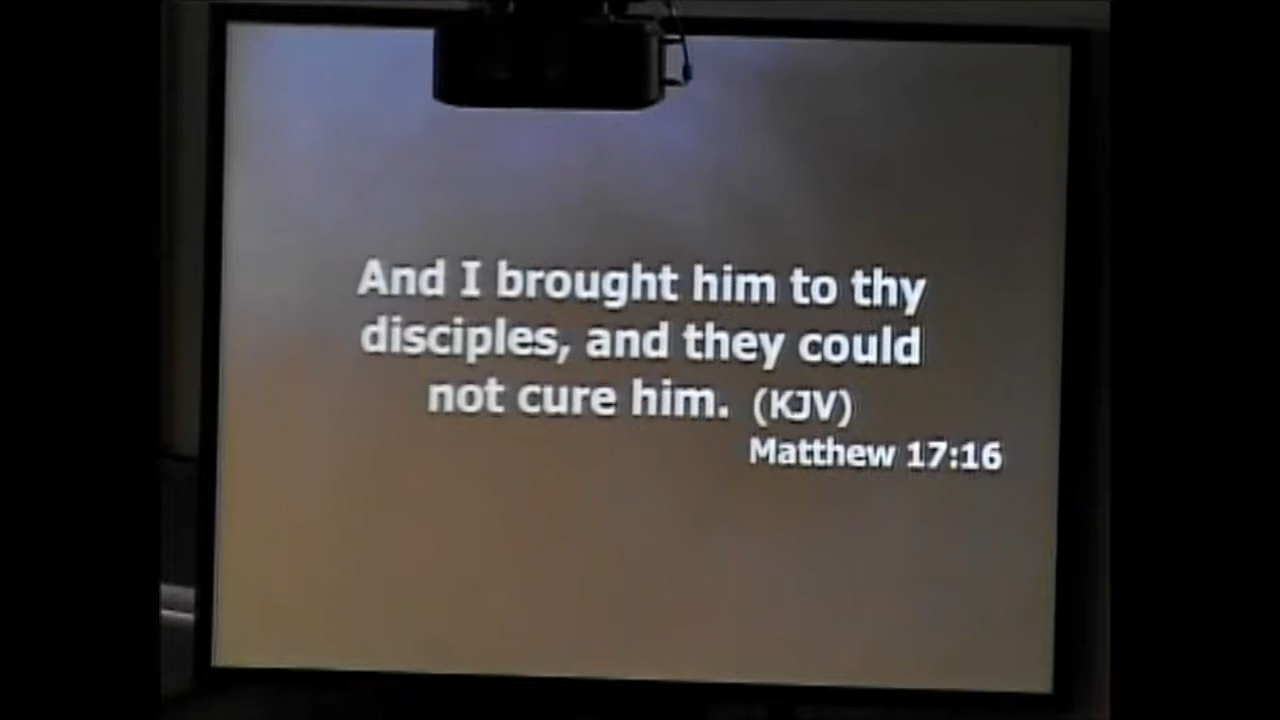 And I brought him to thy
disciples, and they could
not cure him. (KJV)
Matthew 17:16